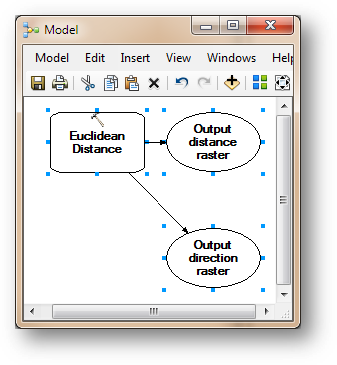 Model
Model Edit Insert View Windows Help
Euclidean
Distance
Output
distance
raster
Output
direction
raster